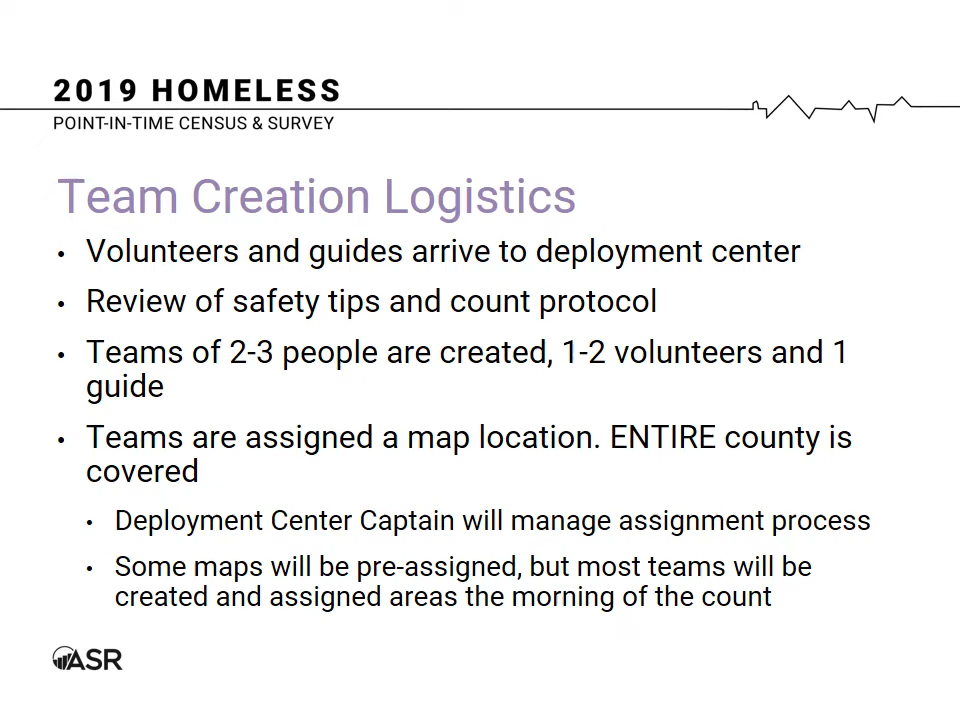 2019 HOMELESS
POINT-IN-TIME CENSUS & SURVEY
Team Creation Logistics
• Volunteers and guides arrive to deployment center
• Review of safety tips and count protocol
• Teams of 2-3 people are created, 1-2 volunteers and 1
guide
• Teams are assigned a map location. ENTIRE county is
covered
• Deployment Center Captain will manage assignment process
• Some maps will be pre-assigned, but most teams will be
created and assigned areas the morning of the count
ASR